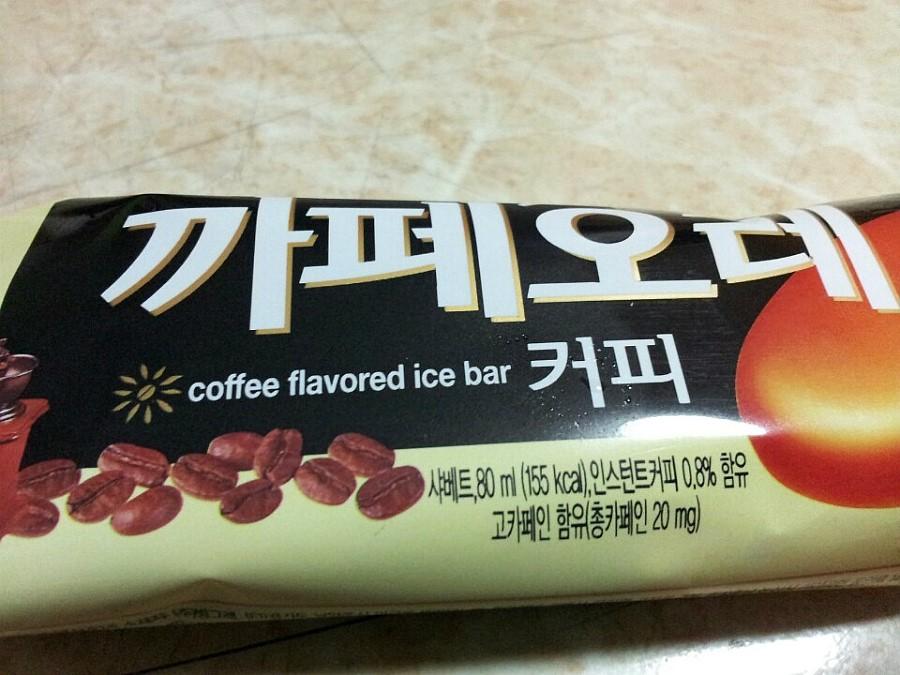 까페오레
coffee flavored ice bar 커피
샤베트,80 ml (155 kcal),인스턴트커피 0.8% 함유
고카페인 함유(총카페인 20 mg)